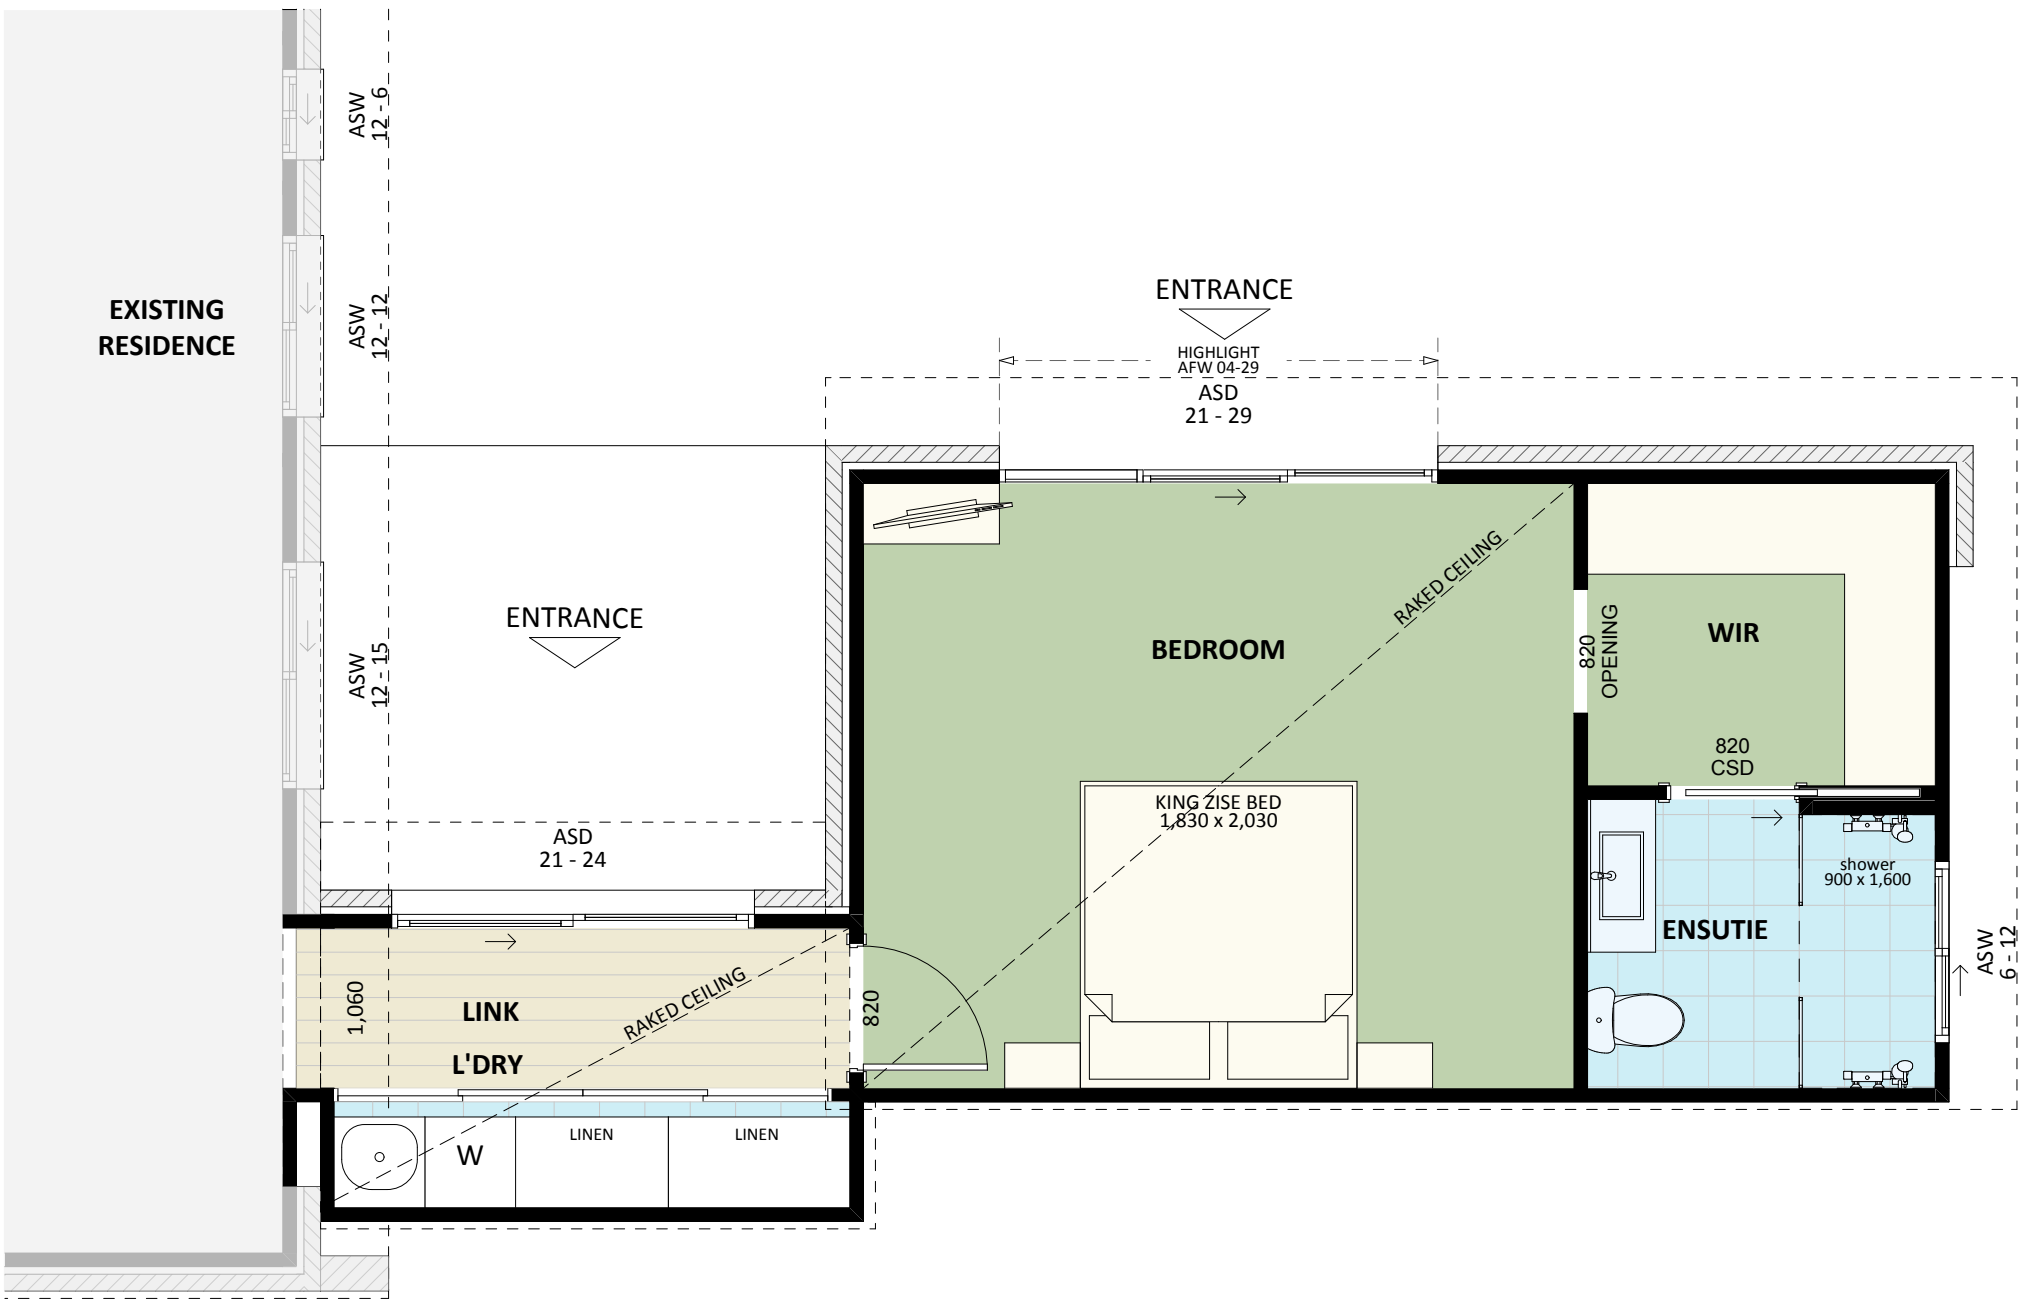 ASW
12 - 6
EXISTING
RESIDENCE
ASW
12 - 12
ENTRANCE
HIGHLIGHT
AFW 04-29
ASD
21 - 29
ENTRANCE
ASW
12 - 15
RAKED CEILING
BEDROOM
820
OPENING
WIR
820
CSD
KING ZISE BED
1,830 x 2,030
ASD
21 - 24
shower
900 x 1,600
ENSUTIE
ASW
6 - 12
1,060
LINK
L'DRY
RAKED CEILING
820
W
LINEN
LINEN